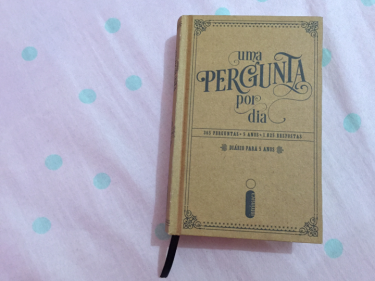 uma
PERGUNTA
por
dia
365 PERGUNTAS • 5 ANOS • 1.825 RESPOSTAS
DIÁRIO PARA 5 ANOS